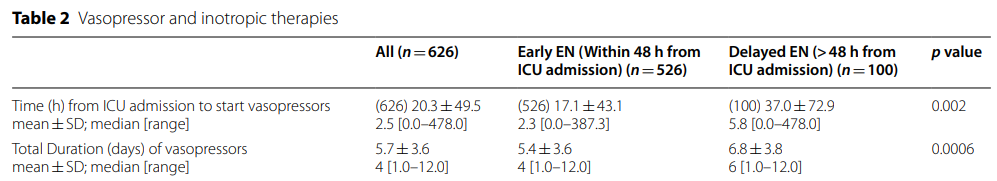 Table 2 Vasopressor and inotropic therapies
All (n = 626) Early EN (Within 48 h from Delayed EN (> 48 h from p value
ICU admission) (n = 526) ICU admission) (n = 100)
Time (h) from ICU admission to start vasopressors (626) 20.3 ± 49.5 (526) 17.1 ± 43.1 (100) 37.0 ± 72.9 0.002
mean ± SD; median [range] 2.5 [0.0–478.0] 2.3 [0.0–387.3] 5.8 [0.0–478.0]
Total Duration (days) of vasopressors 5.7 ± 3.6 5.4 ± 3.6 6.8 ± 3.8 0.0006
mean ± SD; median [range] 4 [1.0–12.0] 4 [1.0–12.0] 6 [1.0–12.0]